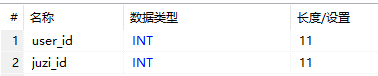 # 名称 数据类型 长度/设置
1 user_id INT 11
2 juzi_id INT 11